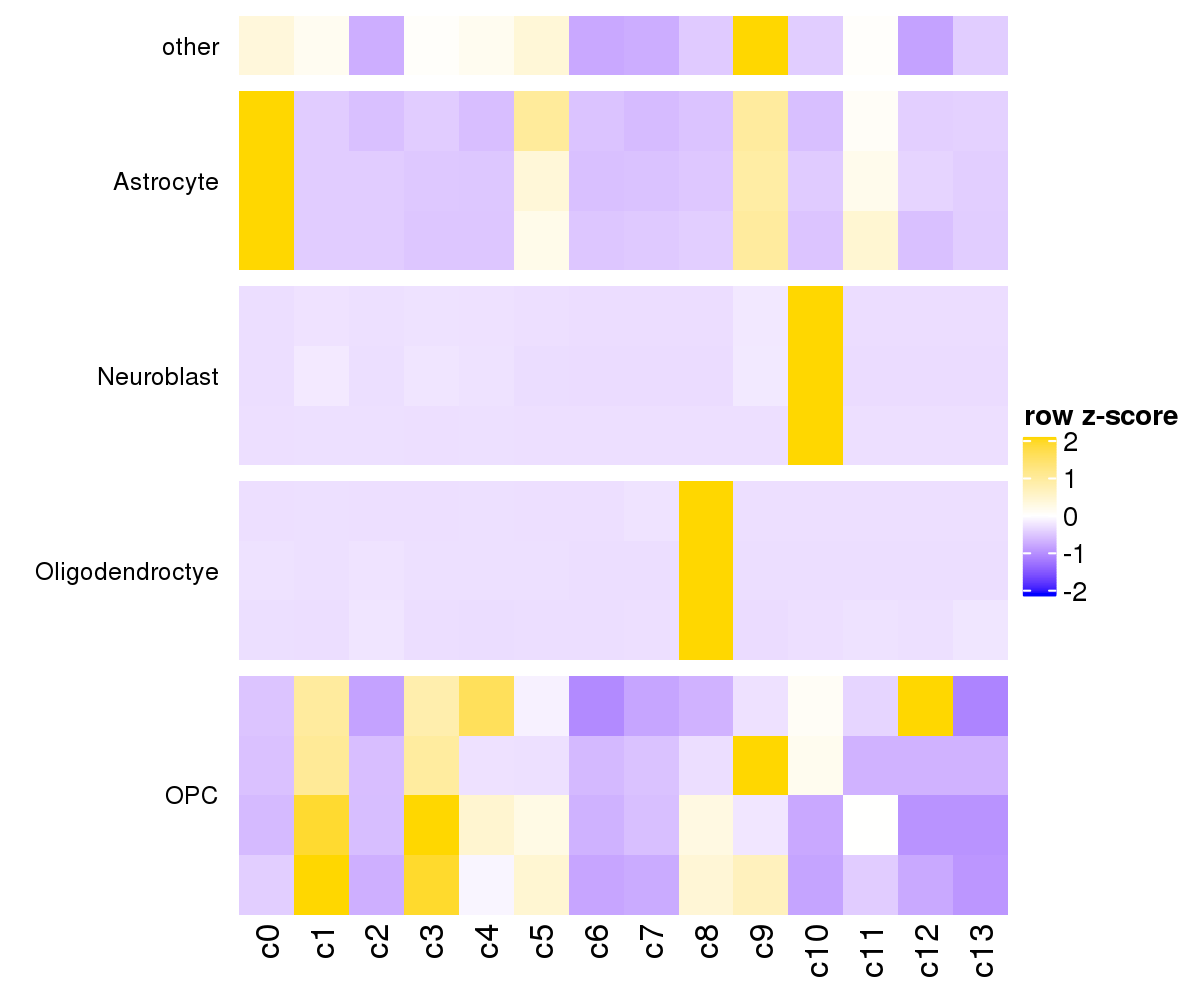 other
Astrocyte
Neuroblast
Oligodendroctye
OPC
c0 c1 c2 c3 c4 c5 c6 c7 c8 c9 c10 c11 c12 c13
row z-score
2
1
0
-1
-2